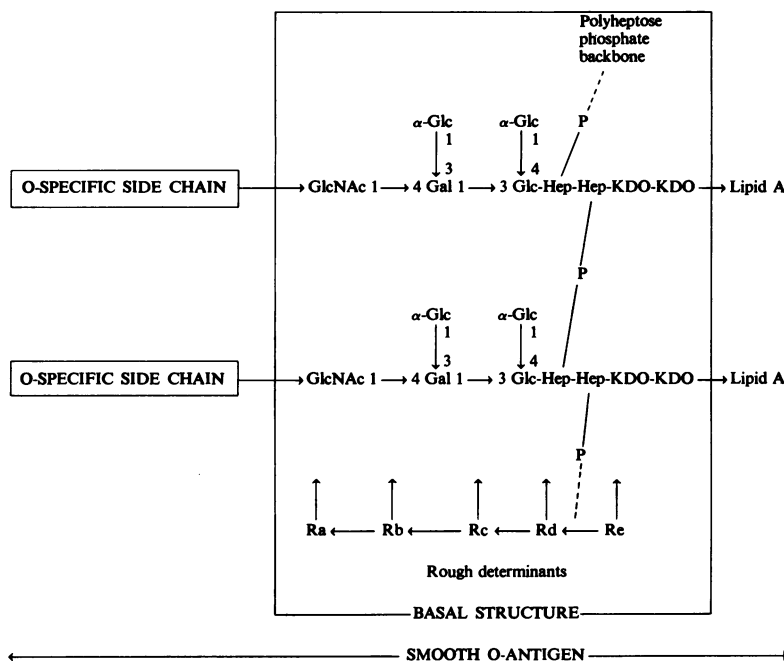 Polyheptose
phosphate
backbone
α-Glc α-Glc P
1 1
3 4
O-SPECIFIC SIDE CHAIN → GlcNAc 1 → 4 Gal 1 → 3 Glc-Hep-Hep-KDO-KDO → Lipid A
P
α-Glc α-Glc
1 1
3 4
O-SPECIFIC SIDE CHAIN → GlcNAc 1 → 4 Gal 1 → 3 Glc-Hep-Hep-KDO-KDO → Lipid A
P
Ra ← Rb ← Rc ← Rd ← Re
Rough determinants
BASAL STRUCTURE
SMOOTH O-ANTIGEN